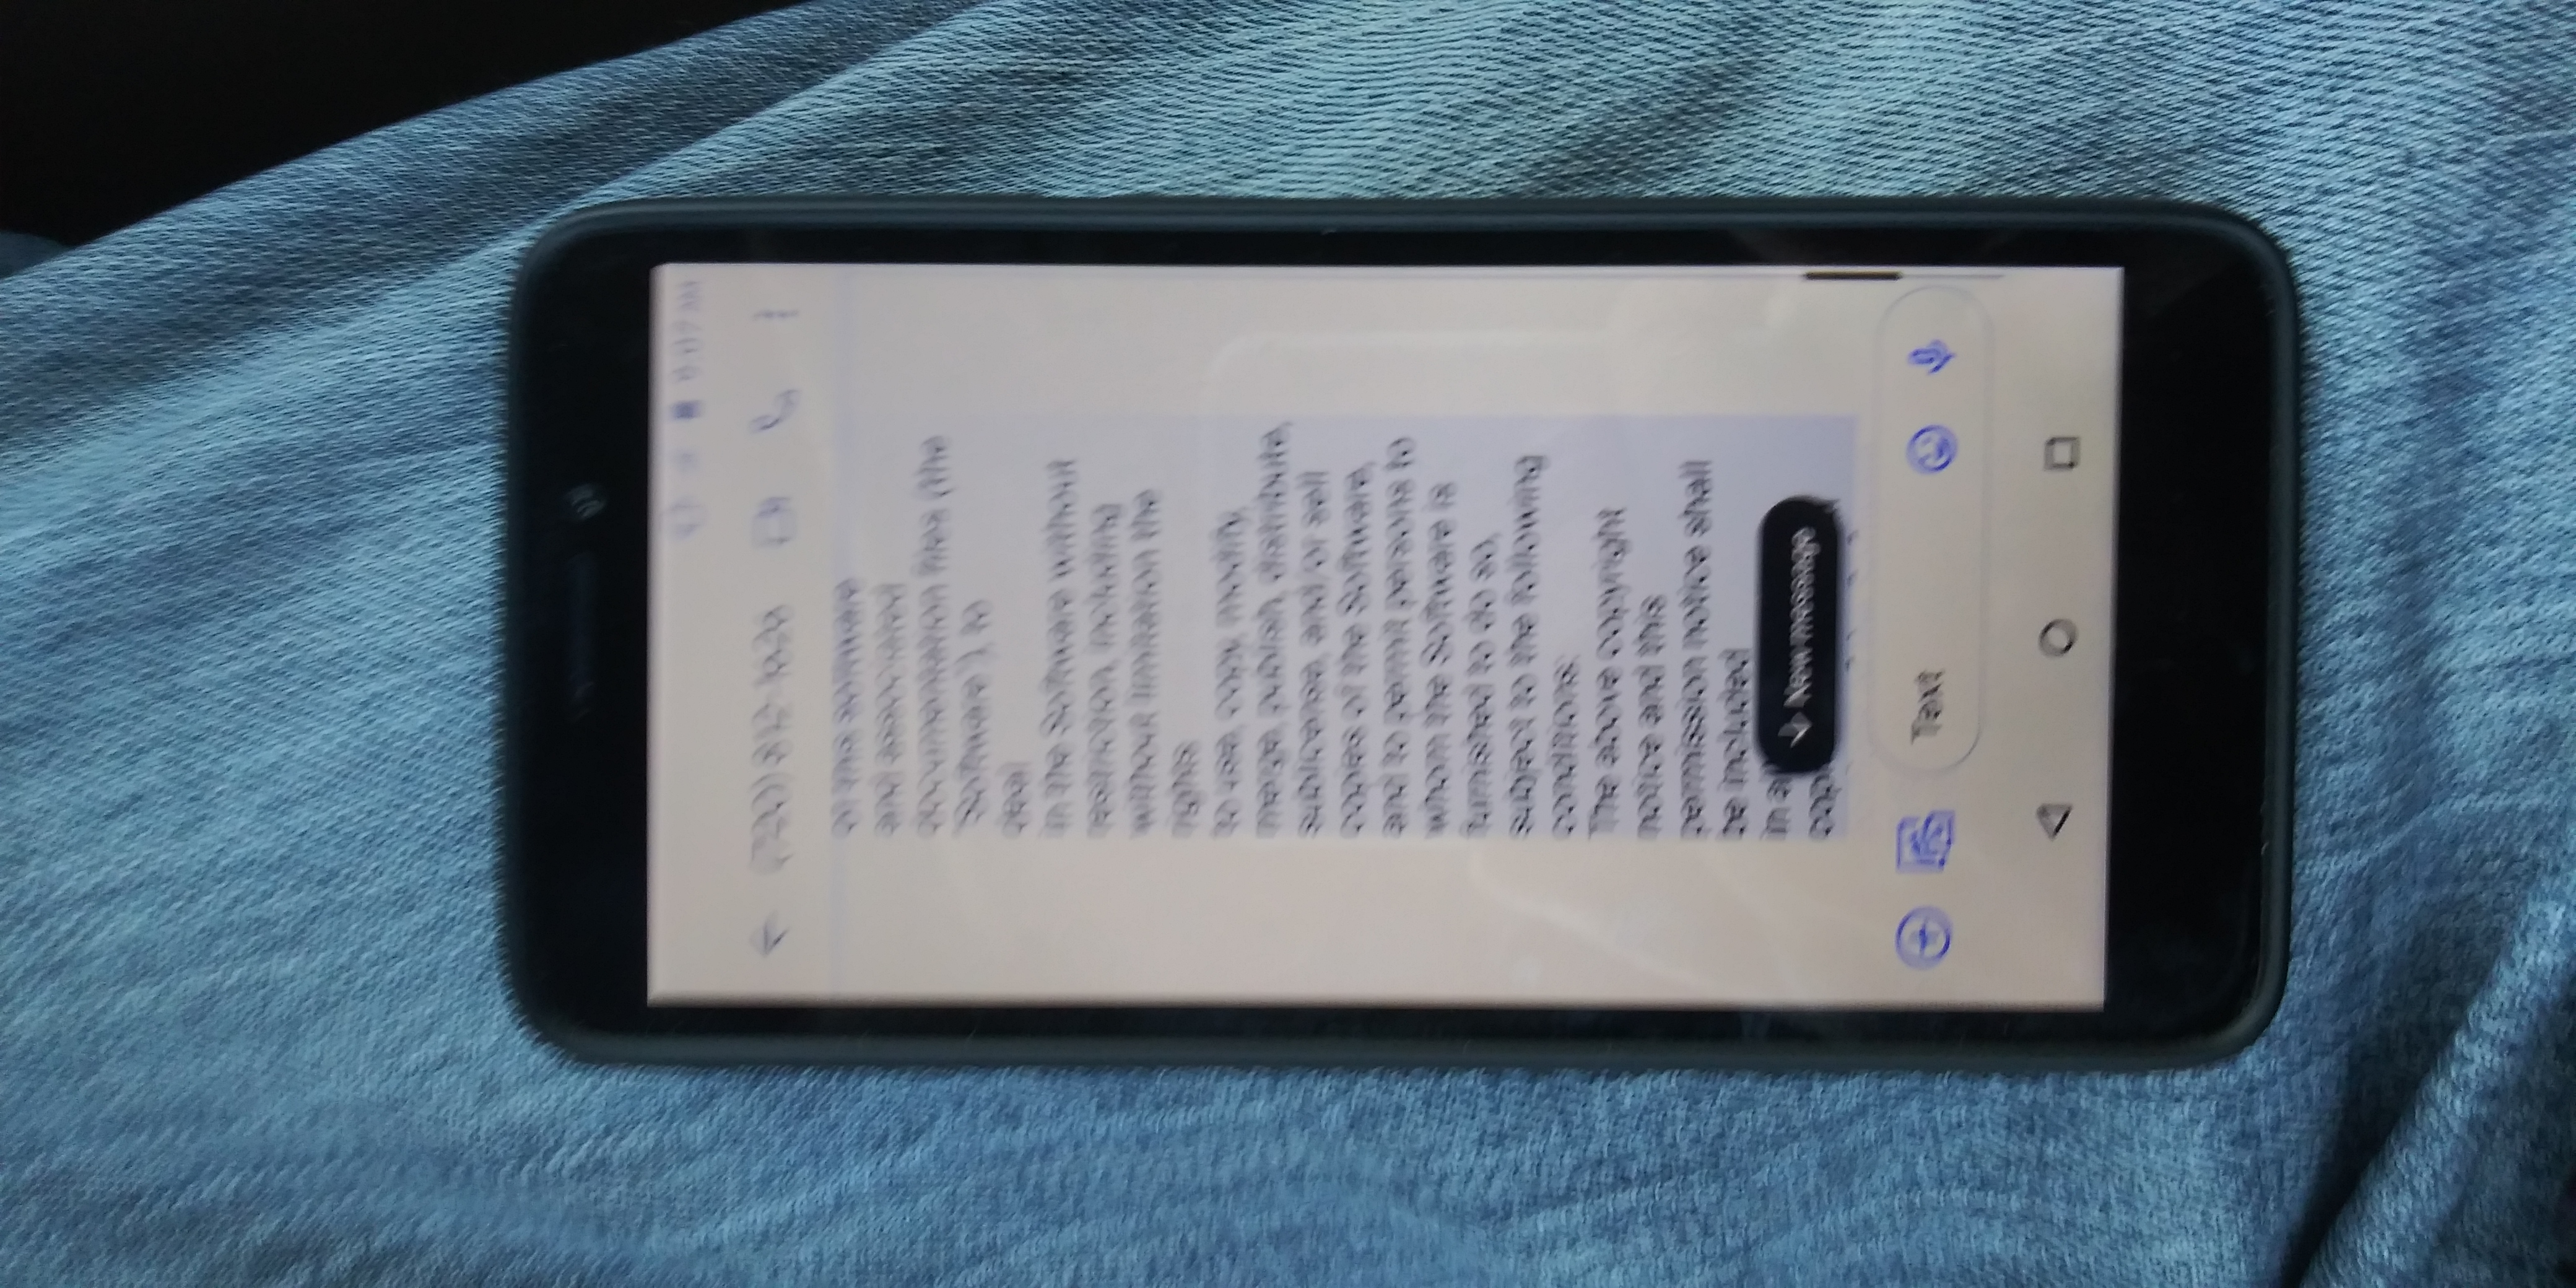 of this software
and associated
documentation files (the
"Software"), to
deal
in the Software without
restriction, including
without limitation the
rights
to use, copy, modify,
merge, publish, distribute,
sublicense, and/or sell
copies of the Software,
and to permit persons to
whom the Software is
furnished to do so,
subject to the following
conditions:
The above copyright
notice and this
permission notice shall
be included
in all
New message
Text